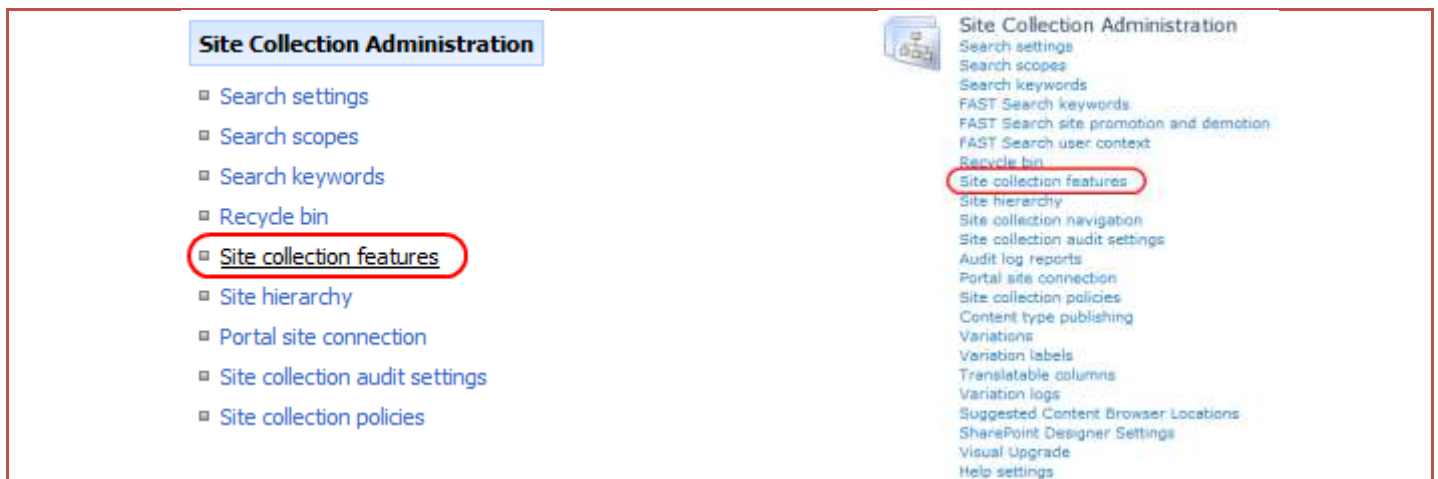 Site Collection Administration
Search settings
Search scopes
Search keywords
Recycle bin
Site collection features
Site hierarchy
Portal site connection
Site collection audit settings
Site collection policies
Site Collection Administration
Search settings
Search scopes
Search keywords
FAST Search keywords
FAST Search site promotion and demotion
FAST Search user context
Recycle bin
Site collection features
Site hierarchy
Site collection navigation
Site collection audit settings
Audit log reports
Portal site connection
Site collection policies
Content type publishing
Variations
Variation labels
Translatable columns
Variation logs
Suggested Content Browser Locations
SharePoint Designer Settings
Visual Upgrade
Help settings